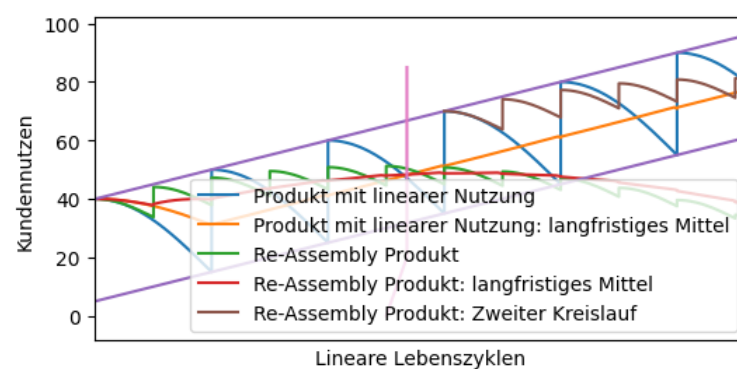 100
80
60
40
20
0
Kundennutzen
Produkt mit linearer Nutzung
Produkt mit linearer Nutzung: langfristiges Mittel
Re-Assembly Produkt
Re-Assembly Produkt: langfristiges Mittel
Re-Assembly Produkt: Zweiter Kreislauf
Lineare Lebenszyklen